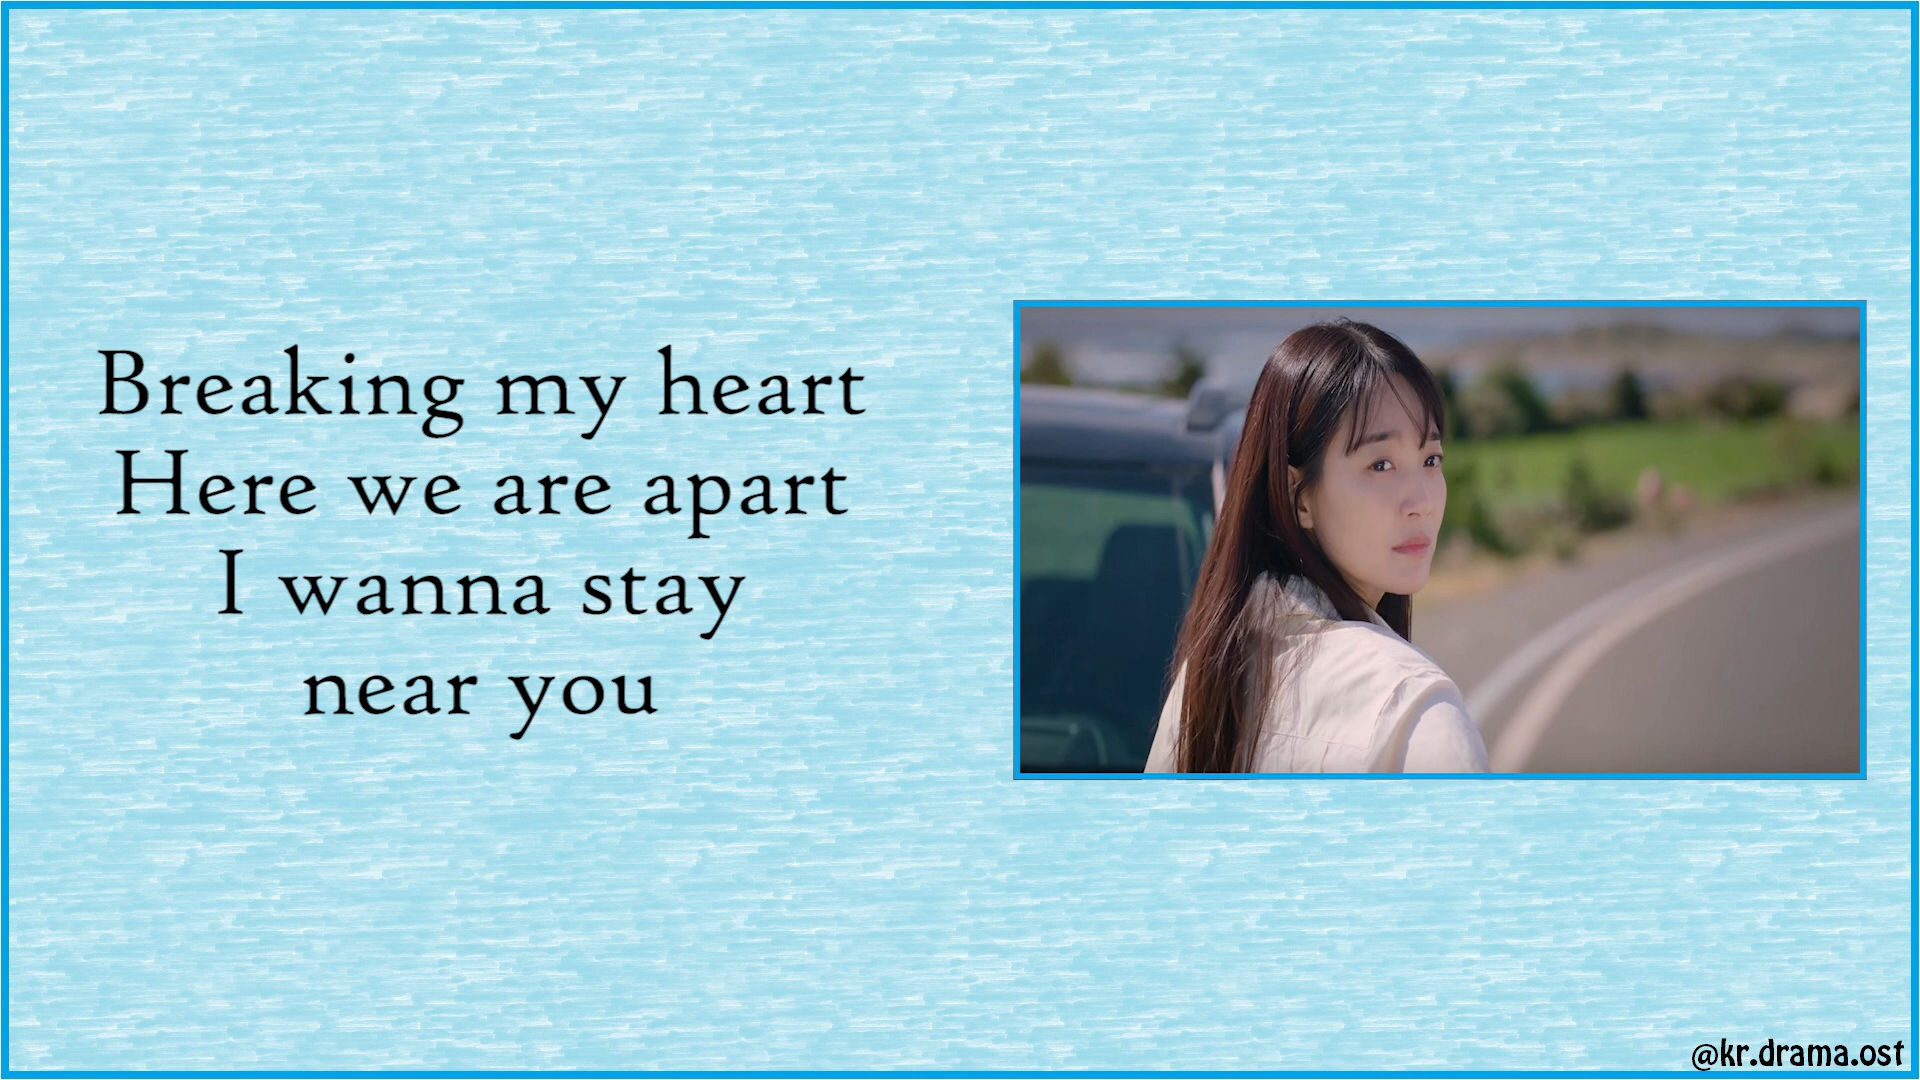 Breaking my heart
Here we are apart
I wanna stay
near you
@kr.drama.ost